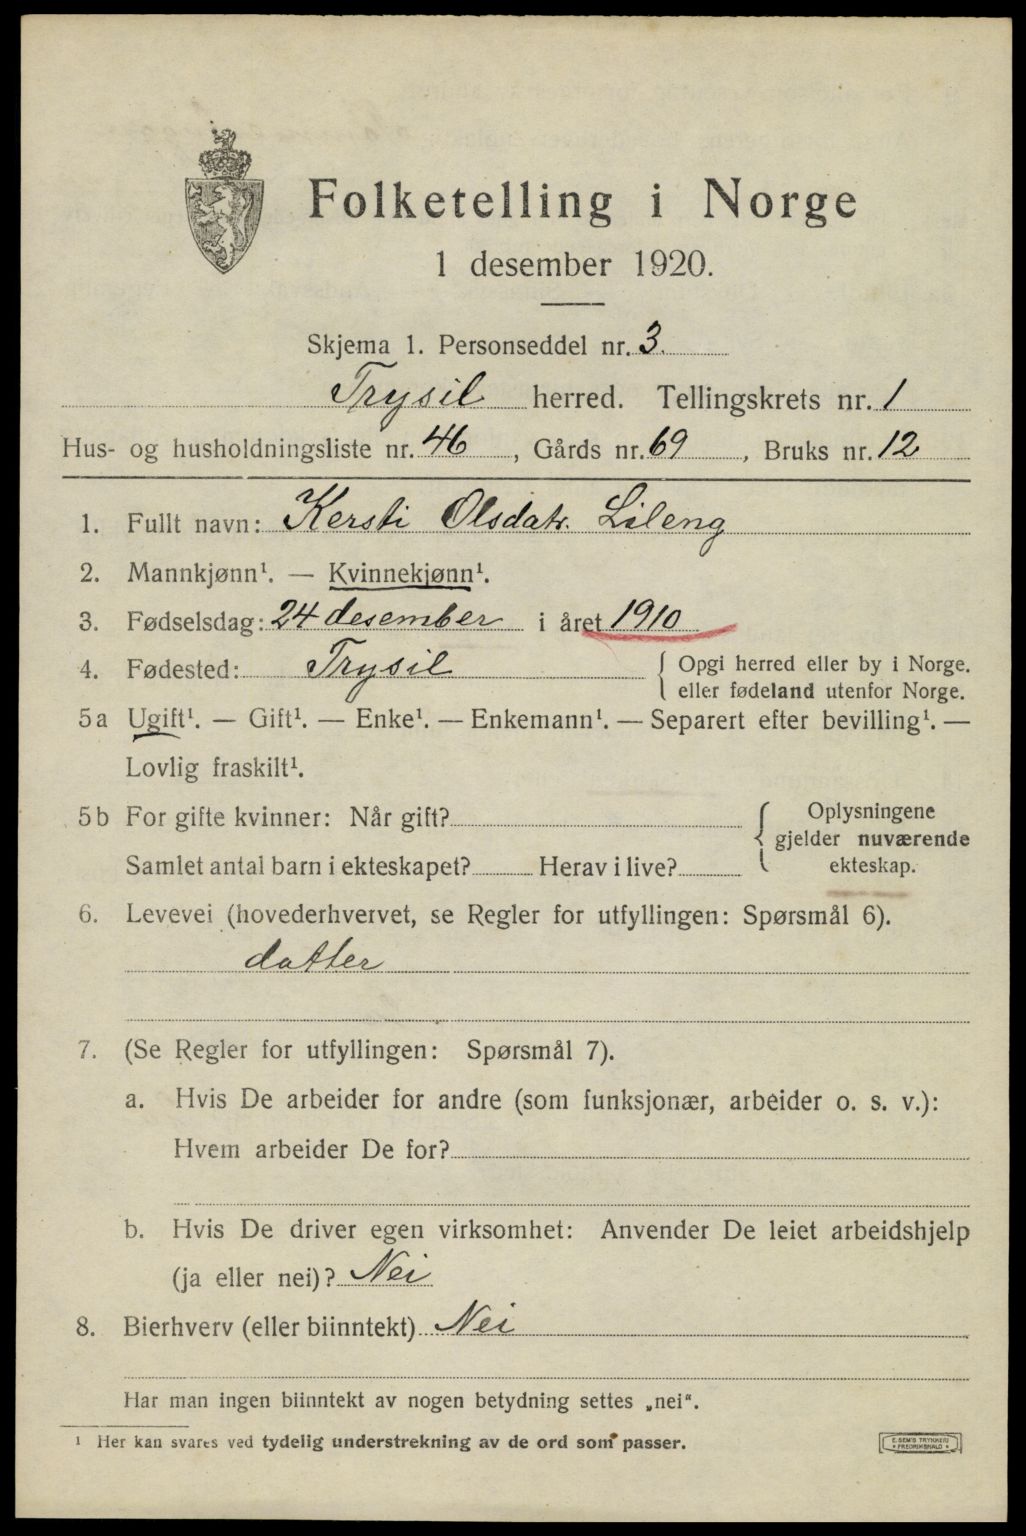 Folketelling i Norge
1 desember 1920.
Skjema 1. Personseddel nr. 3.
Trysil herred. Tellingskrets nr. 1
Hus- og husholdningsliste nr. 46, Gårds nr. 69, Bruks nr. 12
1. Fullt navn: Kersti Olsdatr. Lileng
2. Mannkjønn¹. — Kvinnekjønn¹.
3. Fødselsdag: 24 desember i året 1910
4. Fødested: Trysil { Opgi herred eller by i Norge.
eller fødeland utenfor Norge.
5a Ugift¹. — Gift¹. — Enke¹. — Enkemann¹. — Separert efter bevilling¹. —
Lovlig fraskilt¹.
5b For gifte kvinner: Når gift? { Oplysningene
gjelder nuværende
Samlet antal barn i ekteskapet? Herav i live? ekteskap.
6. Levevei (hovederhvervet, se Regler for utfyllingen: Spørsmål 6).
datter
7. (Se Regler for utfyllingen: Spørsmål 7).
a. Hvis De arbeider for andre (som funksjonær, arbeider o. s. v.):
Hvem arbeider De for?
b. Hvis De driver egen virksomhet: Anvender De leiet arbeidshjelp
(ja eller nei)? Nei
8. Bierhverv (eller biinntekt) Nei
Har man ingen biinntekt av nogen betydning settes „nei".
¹ Her kan svares ved tydelig understrekning av de ord som passer.
E. SEM'S TRYKKERI
• FREDRIKSHALD •